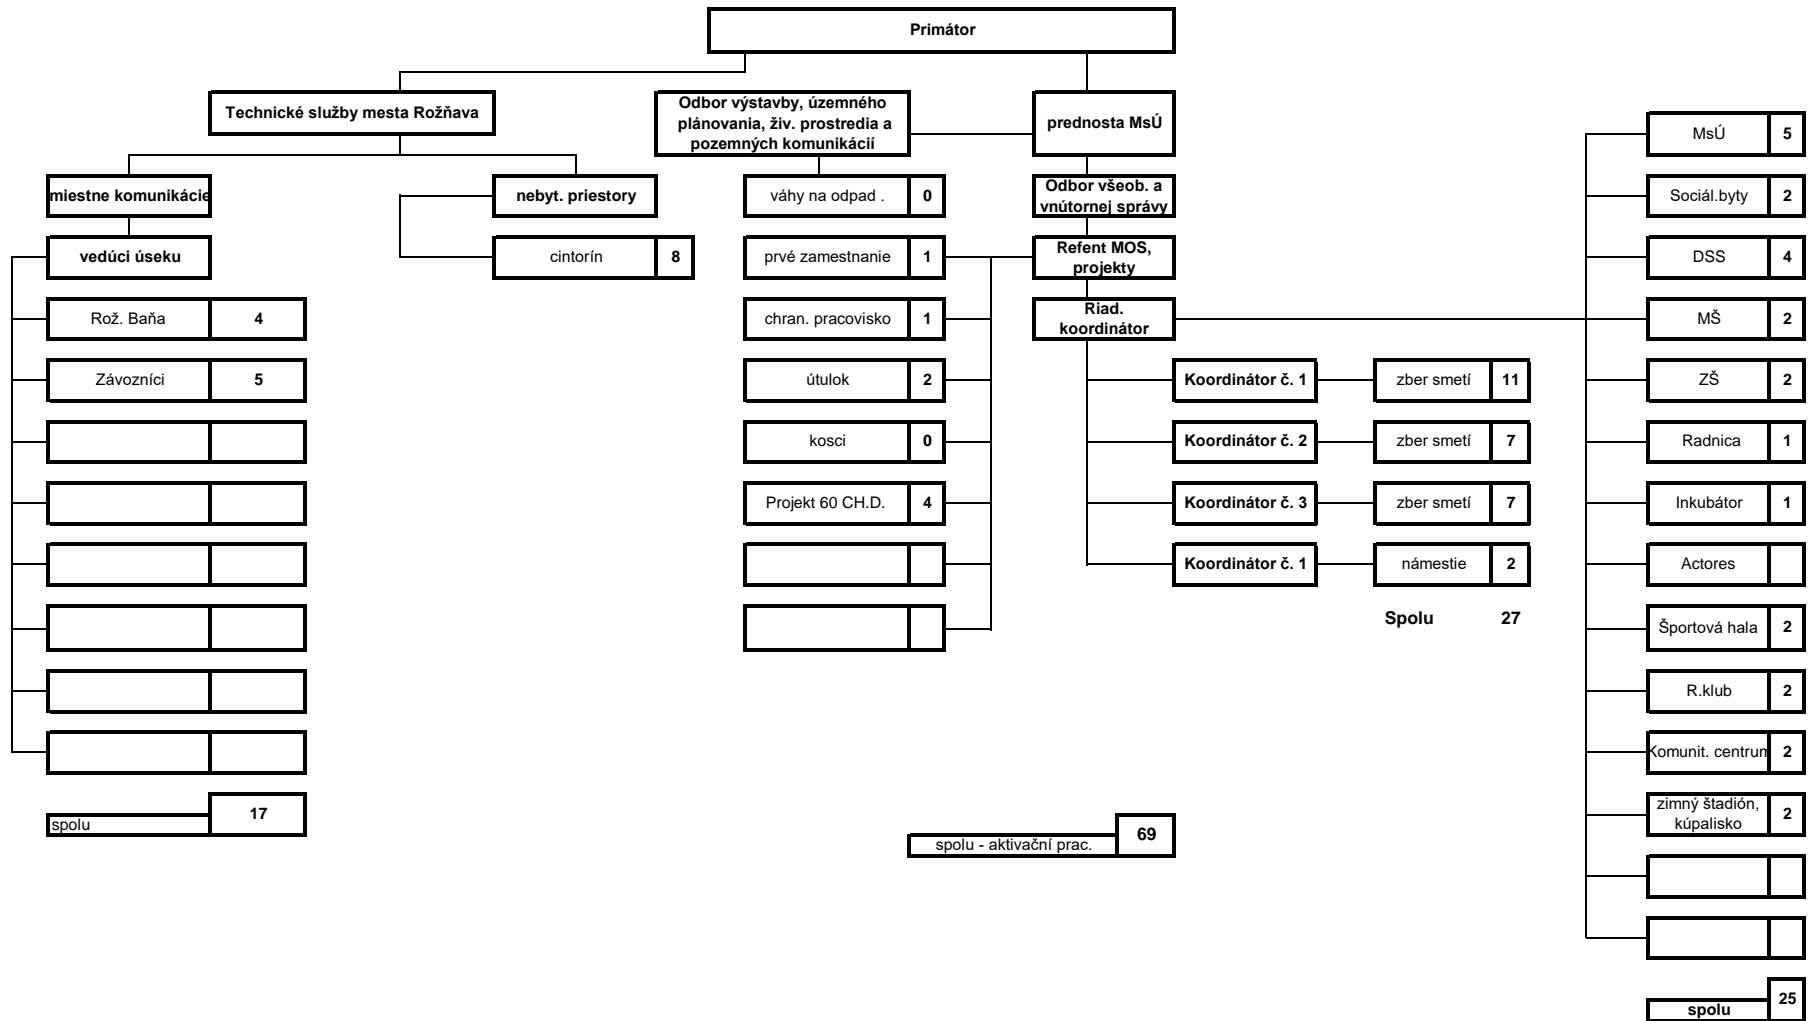 Primátor
Technické služby mesta Rožňava
Odbor výstavby, územného
plánovania, živ. prostredia a
pozemných komunikácií
prednosta MsÚ
miestne komunikácie
nebyt. priestory
váhy na odpad .
0
Odbor všeob. a
vnútornej správy
vedúci úseku
cintorín
8
prvé zamestnanie
1
Refent MOS,
projekty
Rož. Baňa
4
chran. pracovisko
1
Riad.
koordinátor
Závozníci
5
útulok
2
Koordinátor č. 1
zber smetí
11
kosci
0
Koordinátor č. 2
zber smetí
7
Projekt 60 CH.D.
4
Koordinátor č. 3
zber smetí
7
Koordinátor č. 1
námestie
2
Spolu
27
MsÚ
5
Sociál.byty
2
DSS
4
MŠ
2
ZŠ
2
Radnica
1
Inkubátor
1
Actores
Športová hala
2
R.klub
2
Komunit. centrum
2
zimný štadión,
kúpalisko
2
spolu
17
spolu - aktivační prac.
69
spolu
25